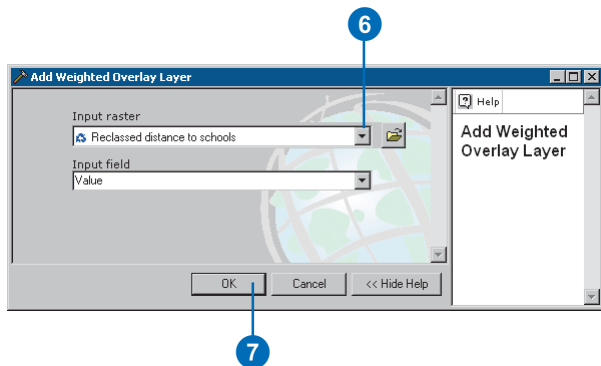 6
Add Weighted Overlay Layer
Input raster
Reclassed distance to schools
Input field
Value
OK
Cancel
<< Hide Help
Help
Add Weighted
Overlay Layer
7